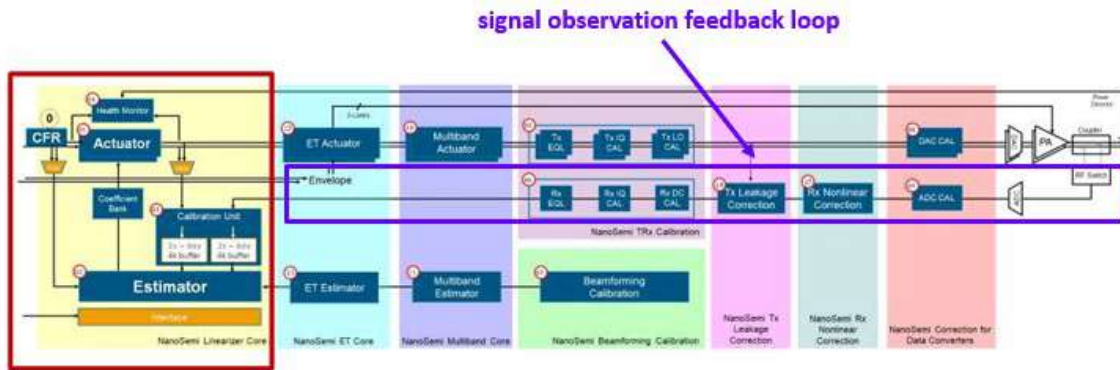 signal observation feedback loop
Health Monitor
0
CFR
Actuator
Coefficient
Bank
Calibration Unit
4k buffer
4k buffer
Estimator
Interface
NanoSemi Linearizer Core
ET Actuator
Envelope
ET Estimator
NanoSemi ET Core
Multiband
Actuator
Multiband
Estimator
NanoSemi Multiband Core
Tx
EQL
Tx IQ
CAL
Tx LO
CAL
Rx
EQL
Rx IQ
CAL
Rx DC
CAL
NanoSemi TRx Calibration
Beamforming
Calibration
NanoSemi Beamforming Calibration
Tx Leakage
Correction
NanoSemi Tx
Leakage
Correction
Rx Nonlinear
Correction
NanoSemi Rx
Nonlinear
Correction
DAC CAL
ADC CAL
NanoSemi Correction for
Data Converters
DAC
PA
Coupler
RF Switch
ADC